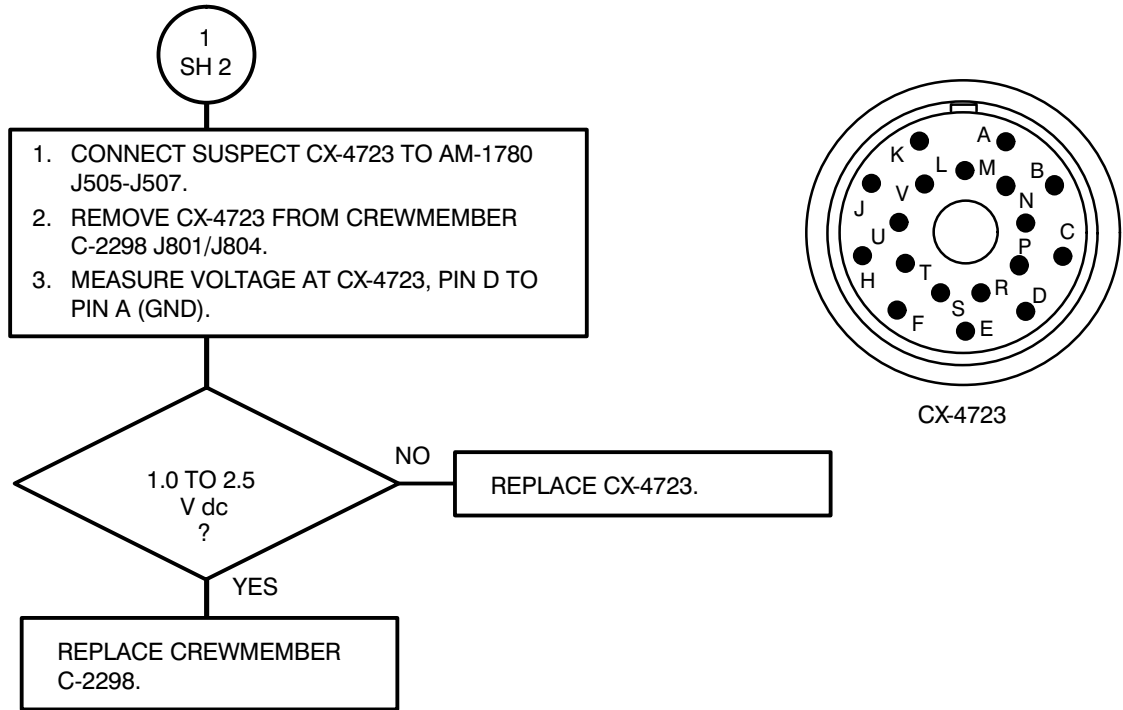 1
SH 2
1. CONNECT SUSPECT CX-4723 TO AM-1780
J505-J507.
2. REMOVE CX-4723 FROM CREWMEMBER
C-2298 J801/J804.
3. MEASURE VOLTAGE AT CX-4723, PIN D TO
PIN A (GND).
1.0 TO 2.5
V dc
?
NO
REPLACE CX-4723.
YES
REPLACE CREWMEMBER
C-2298.
K
A
L
M
B
J
V
N
U
C
P
H
T
R
D
F
S
E
CX-4723